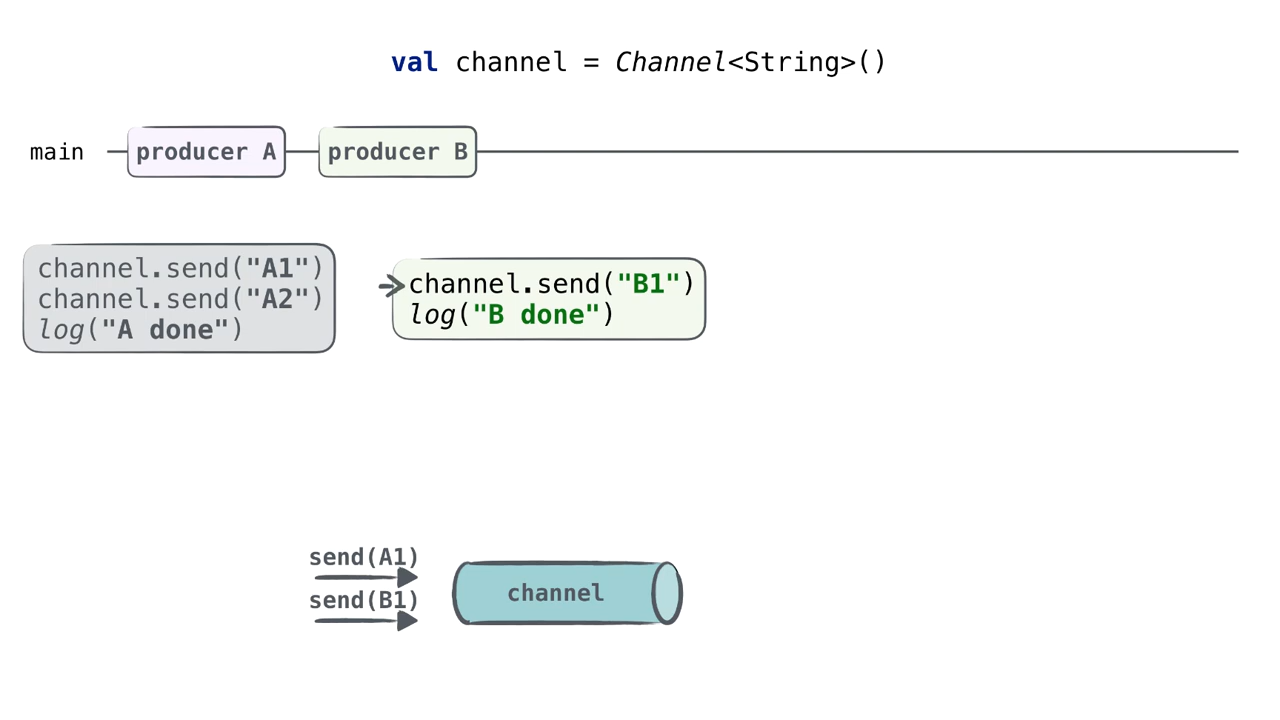 val channel = Channel<String>()
main
producer A
producer B
channel.send("A1")
channel.send("A2")
log("A done")
channel.send("B1")
log("B done")
send(A1)
send(B1)
channel